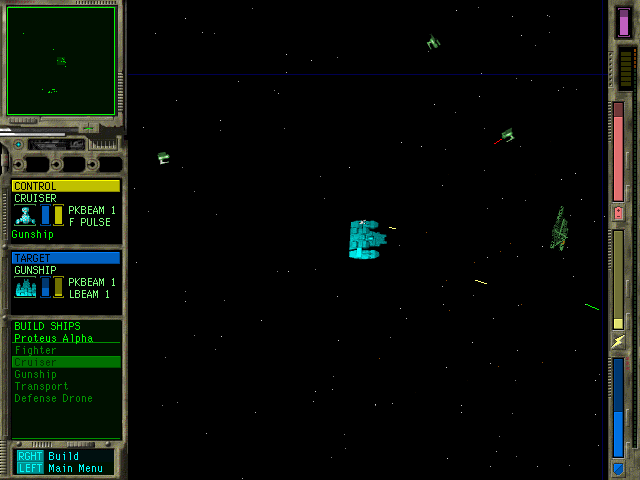 CONTROL
CRUISER
PKBEAM 1
F PULSE
Gunship
TARGET
GUNSHIP
PKBEAM 1
LBEAM 1
BUILD SHIPS
Proteus Alpha
Fighter
Cruiser
Gunship
Transport
Defense Drone
RGHT Build
LEFT Main Menu